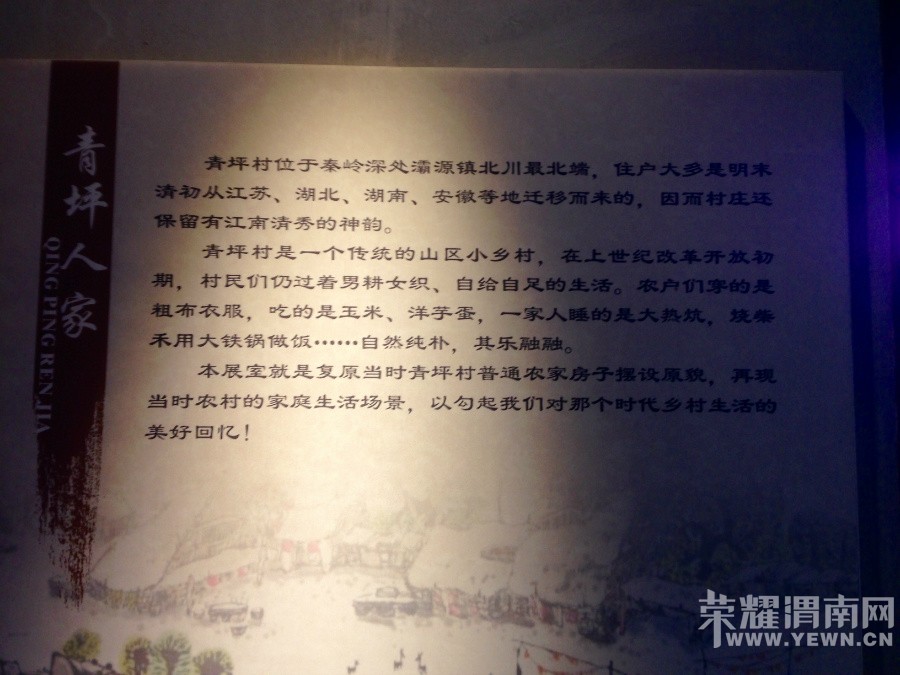 青坪人家
QING PING REN JIA
青坪村位于秦岭深处灞源镇北川最北端，住户大多是明末
清初从江苏、湖北、湖南、安徽等地迁移而来的，因而村庄还
保留有江南清秀的神韵。
青坪村是一个传统的山区小乡村，在上世纪改革开放初
期，村民们仍过着男耕女织、自给自足的生活。农户们穿的是
粗布衣服，吃的是玉米、洋芋蛋，一家人睡的是大热炕，烧柴
禾用大铁锅做饭……自然纯朴，其乐融融。
本展室就是复原当时青坪村普通农家房子摆设原貌，再现
当时农村的家庭生活场景，以勾起我们对那个时代乡村生活的
美好回忆！
荣耀渭南网
WWW.YEWN.CN